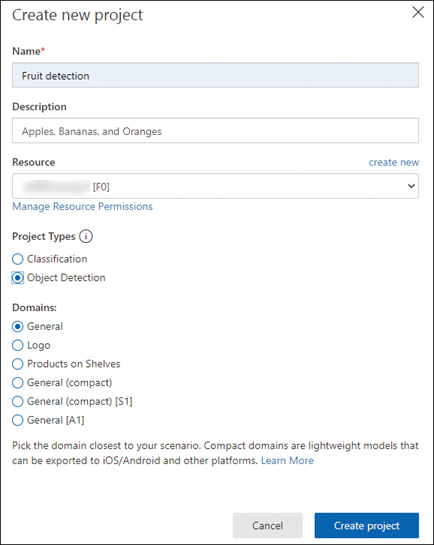 Create new project
Name*
Fruit detection
Description
Apples, Bananas, and Oranges
Resource create new
[F0]
Manage Resource Permissions
Project Types i
Classification
Object Detection
Domains:
General
Logo
Products on Shelves
General (compact)
General (compact) [S1]
General [A1]
Pick the domain closest to your scenario. Compact domains are lightweight models that
can be exported to iOS/Android and other platforms. Learn More
Cancel Create project